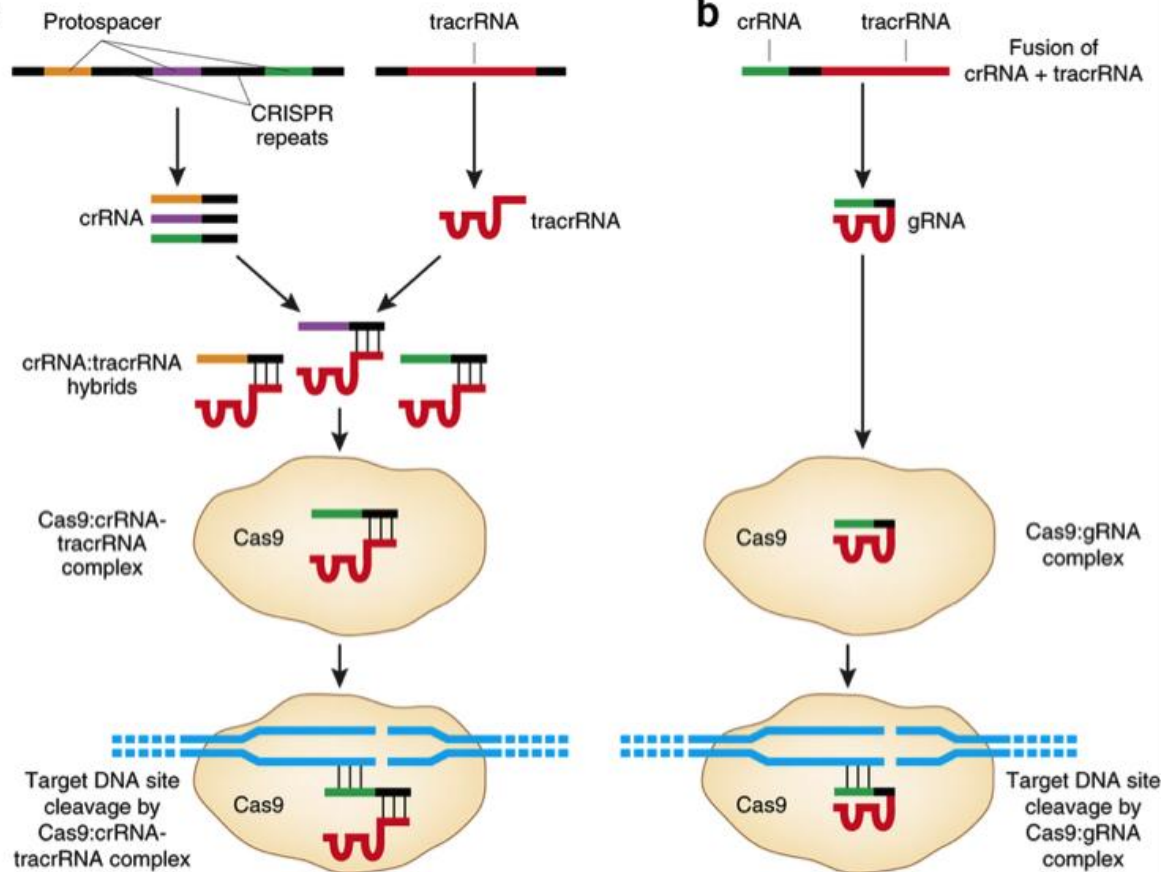 Protospacer
tracrRNA
CRISPR
repeats
crRNA
tracrRNA
crRNA:tracrRNA
hybrids
Cas9:crRNA-
tracrRNA
complex
Cas9
Target DNA site
cleavage by
Cas9:crRNA-
tracrRNA complex
Cas9
b
crRNA
tracrRNA
Fusion of
crRNA + tracrRNA
gRNA
Cas9
Cas9:gRNA
complex
Cas9
Target DNA site
cleavage by
Cas9:gRNA
complex